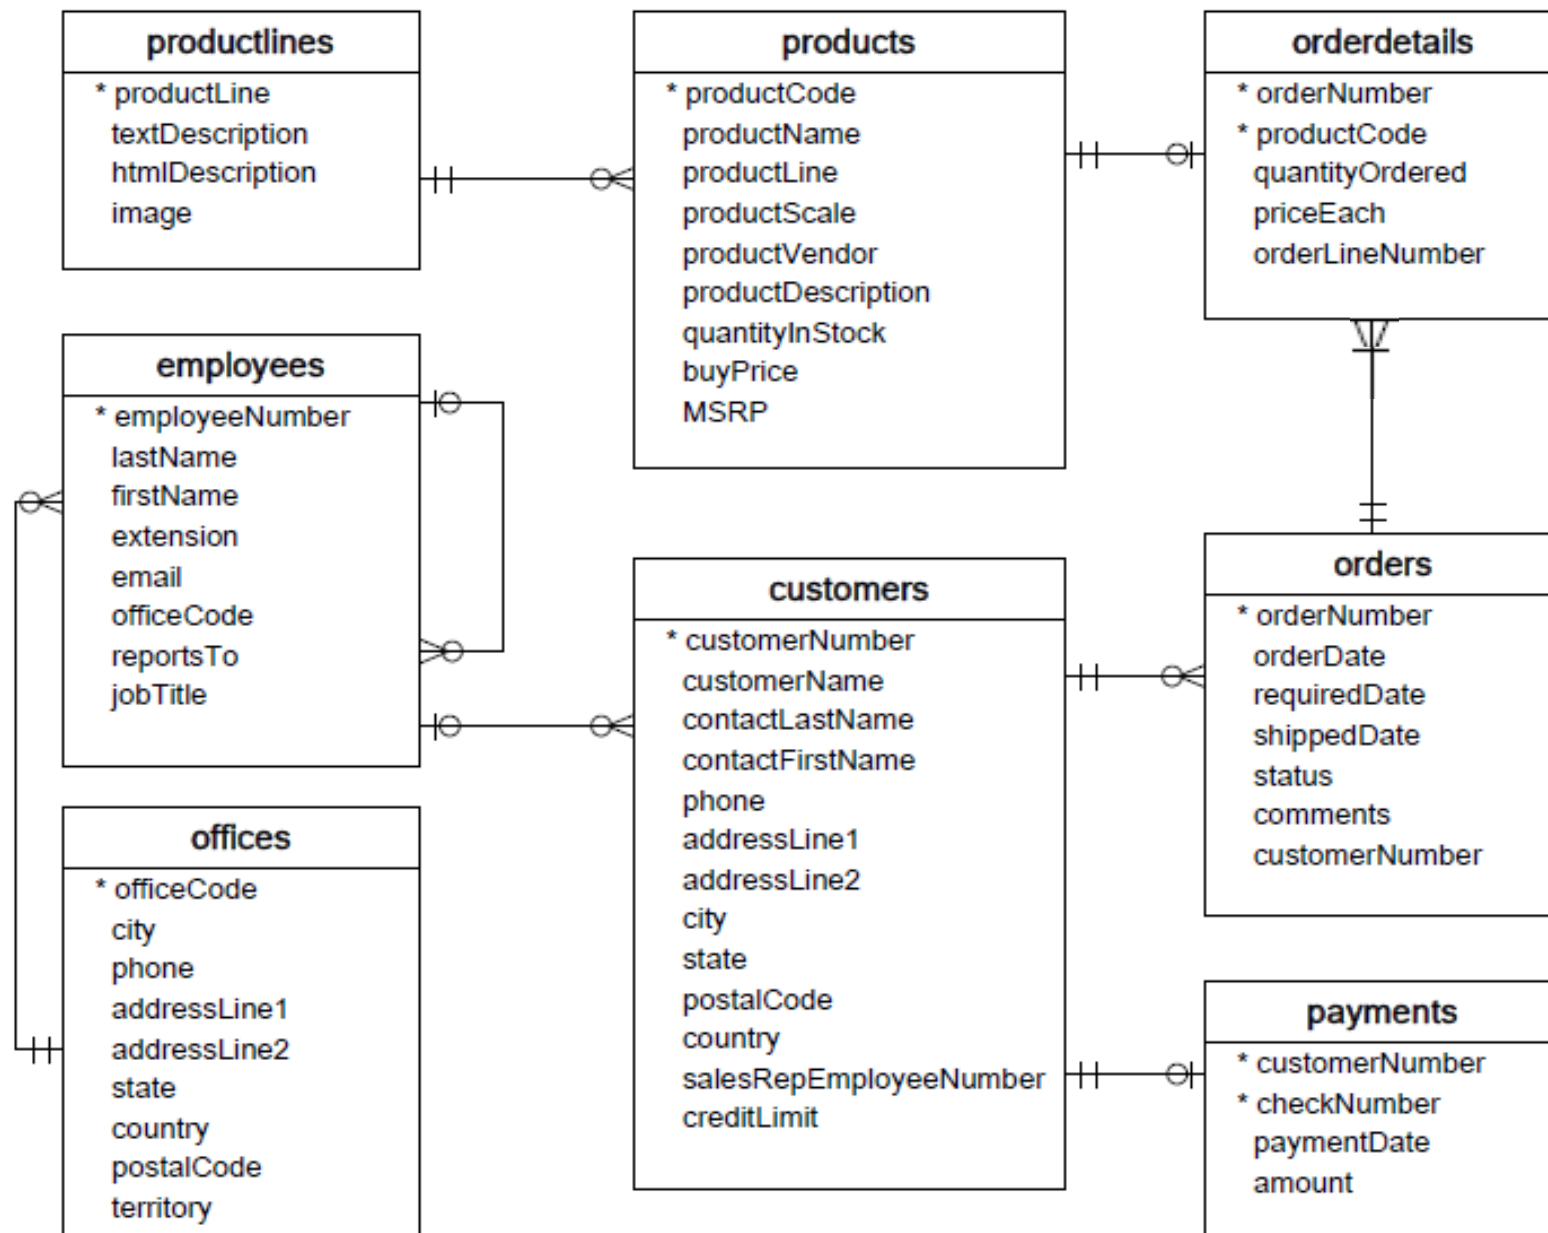 productlines
* productLine
textDescription
htmlDescription
image
products
* productCode
productName
productLine
productScale
productVendor
productDescription
quantityInStock
buyPrice
MSRP
orderdetails
* orderNumber
* productCode
quantityOrdered
priceEach
orderLineNumber
employees
* employeeNumber
lastName
firstName
extension
email
officeCode
reportsTo
jobTitle
customers
* customerNumber
customerName
contactLastName
contactFirstName
phone
addressLine1
addressLine2
city
state
postalCode
country
salesRepEmployeeNumber
creditLimit
orders
* orderNumber
orderDate
requiredDate
shippedDate
status
comments
customerNumber
offices
* officeCode
city
phone
addressLine1
addressLine2
state
country
postalCode
territory
payments
* customerNumber
* checkNumber
paymentDate
amount